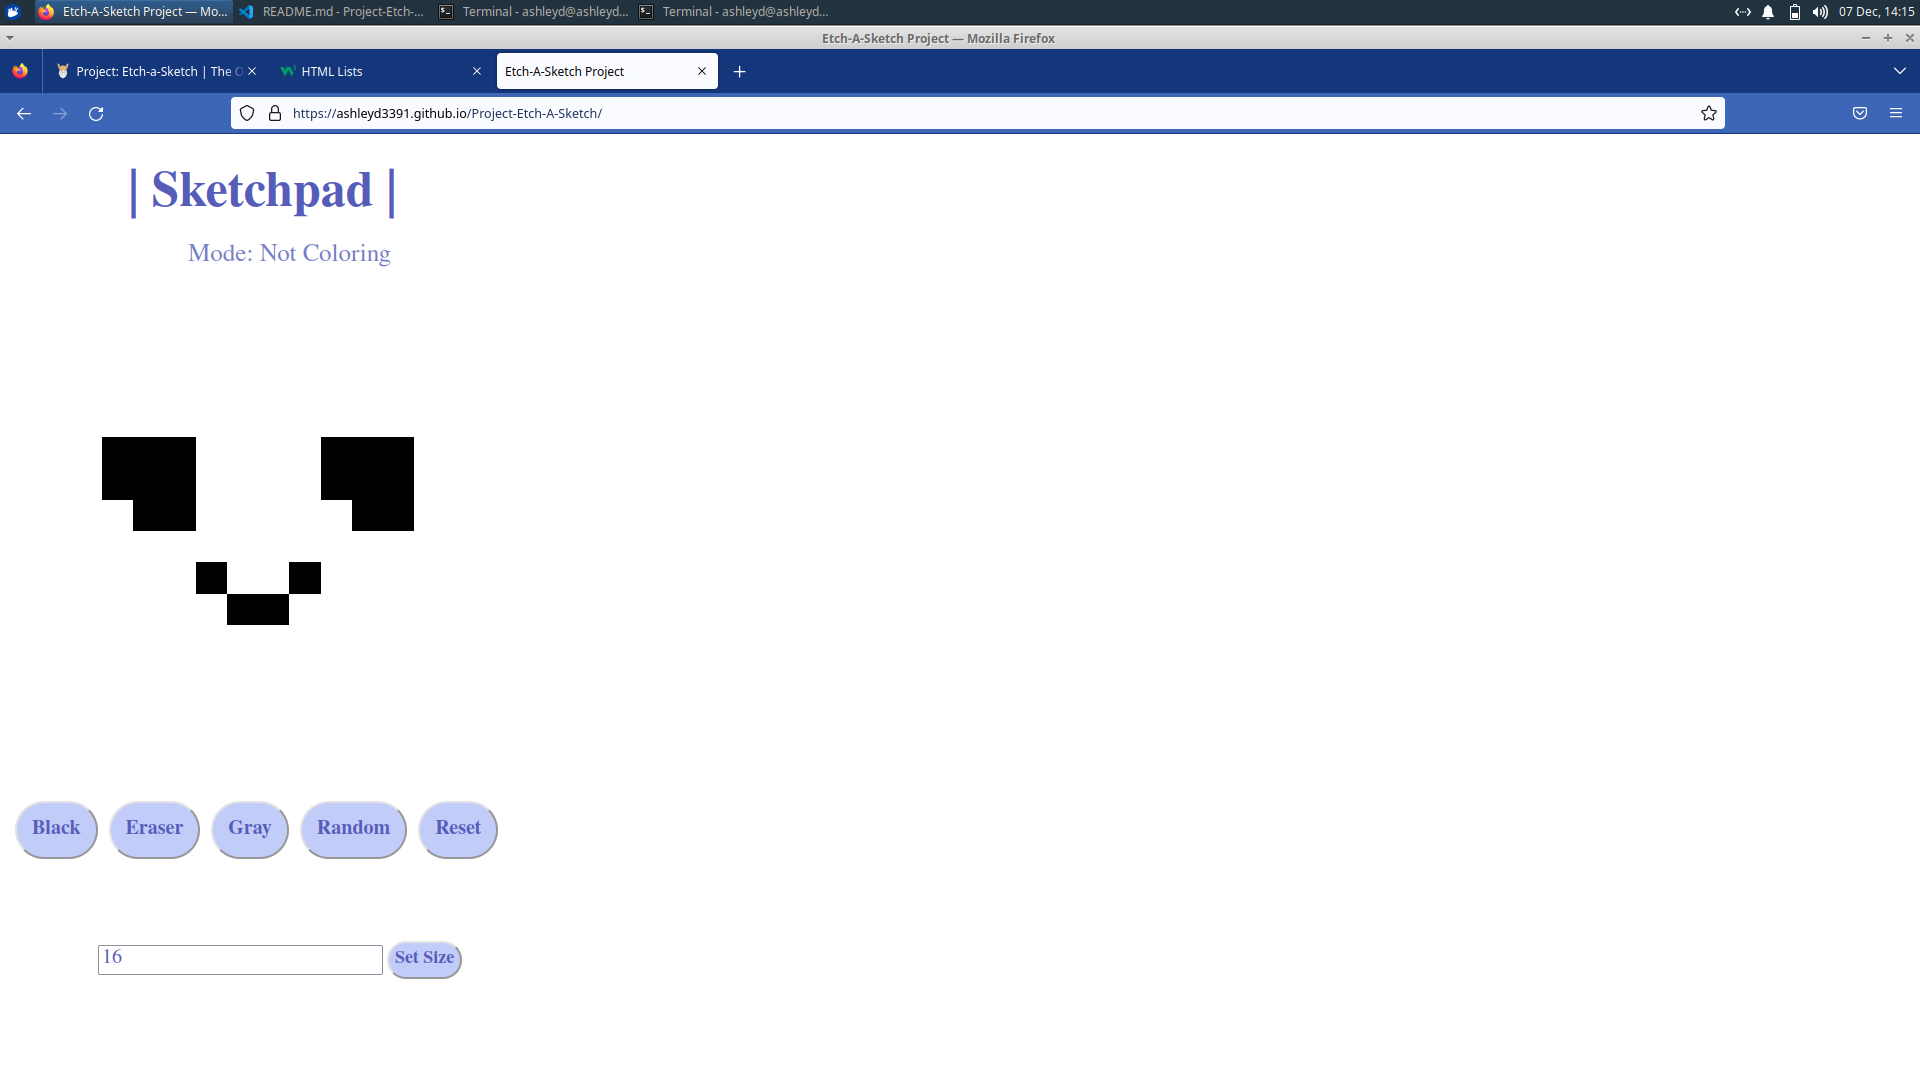 Etch-A-Sketch Project — Mo...
README.md - Project-Etch-...
Terminal - ashleyd@ashleyd...
Terminal - ashleyd@ashleyd...
07 Dec, 14:15
Etch-A-Sketch Project — Mozilla Firefox
Project: Etch-a-Sketch | The
HTML Lists
Etch-A-Sketch Project
https://ashleyd3391.github.io/Project-Etch-A-Sketch/
| Sketchpad |
Mode: Not Coloring
Black
Eraser
Gray
Random
Reset
16
Set Size